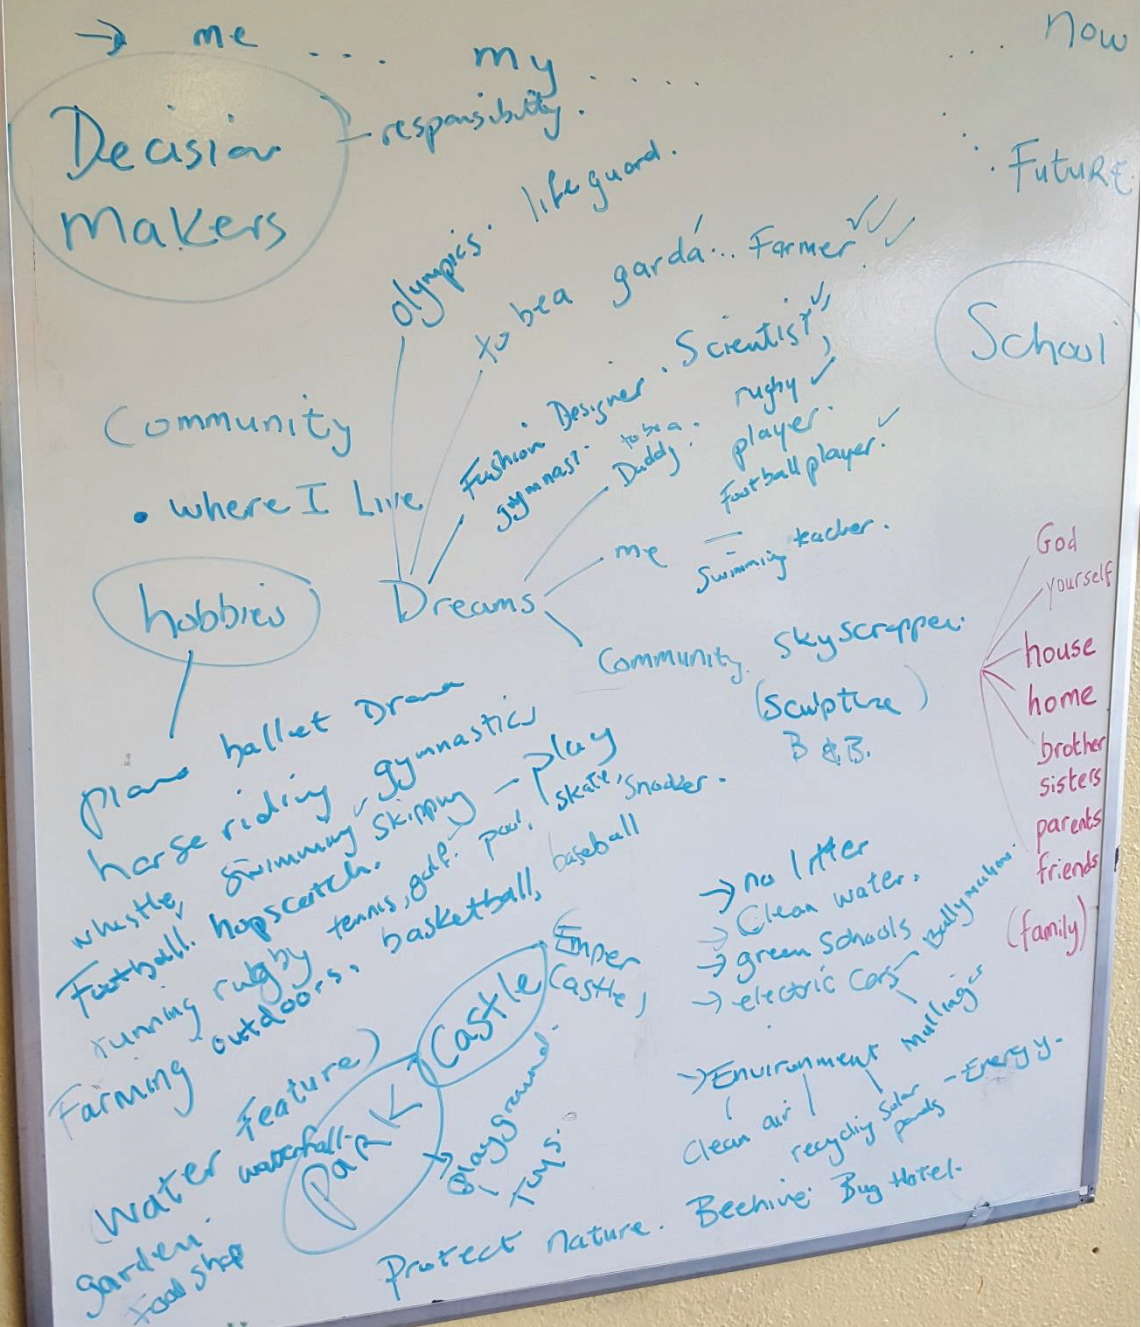 → me ... my ..... ... now
Decision
makers
- responsibility.
Future
Olympics. lifeguard.
to be a garda... Farmer ✓✓✓
Fashion Designer. Scientist ✓✓
gymnast. to be a Daddy. rugby player. ✓
Football player. ✓
me
swimming teacher.
School
Community
• where I Live
hobbies
Dreams
Community. Skyscrapper.
(Sculpture)
B & B.
God
yourself
house
home
brother
sisters
parents
friends
(family)
piano ballet Drama
horse riding gymnastics
whistle, swimming ✓ skipping - play
Football. hopscotch. tennis, golf. pool, skate, snooker.
running rugby basketball, baseball
Farming outdoors.
→ no litter
→ Clean water.
→ green Schools
→ electric cars Ballymahon.
Mullingar
→ Environment
Clean air recycling solar panels - Energy.
Castle
Emper Castle,
Park
playground.
Toys.
(Water feature)
waterfall.
garden.
Food shop
Protect nature. Beehive. Bug Hotel.